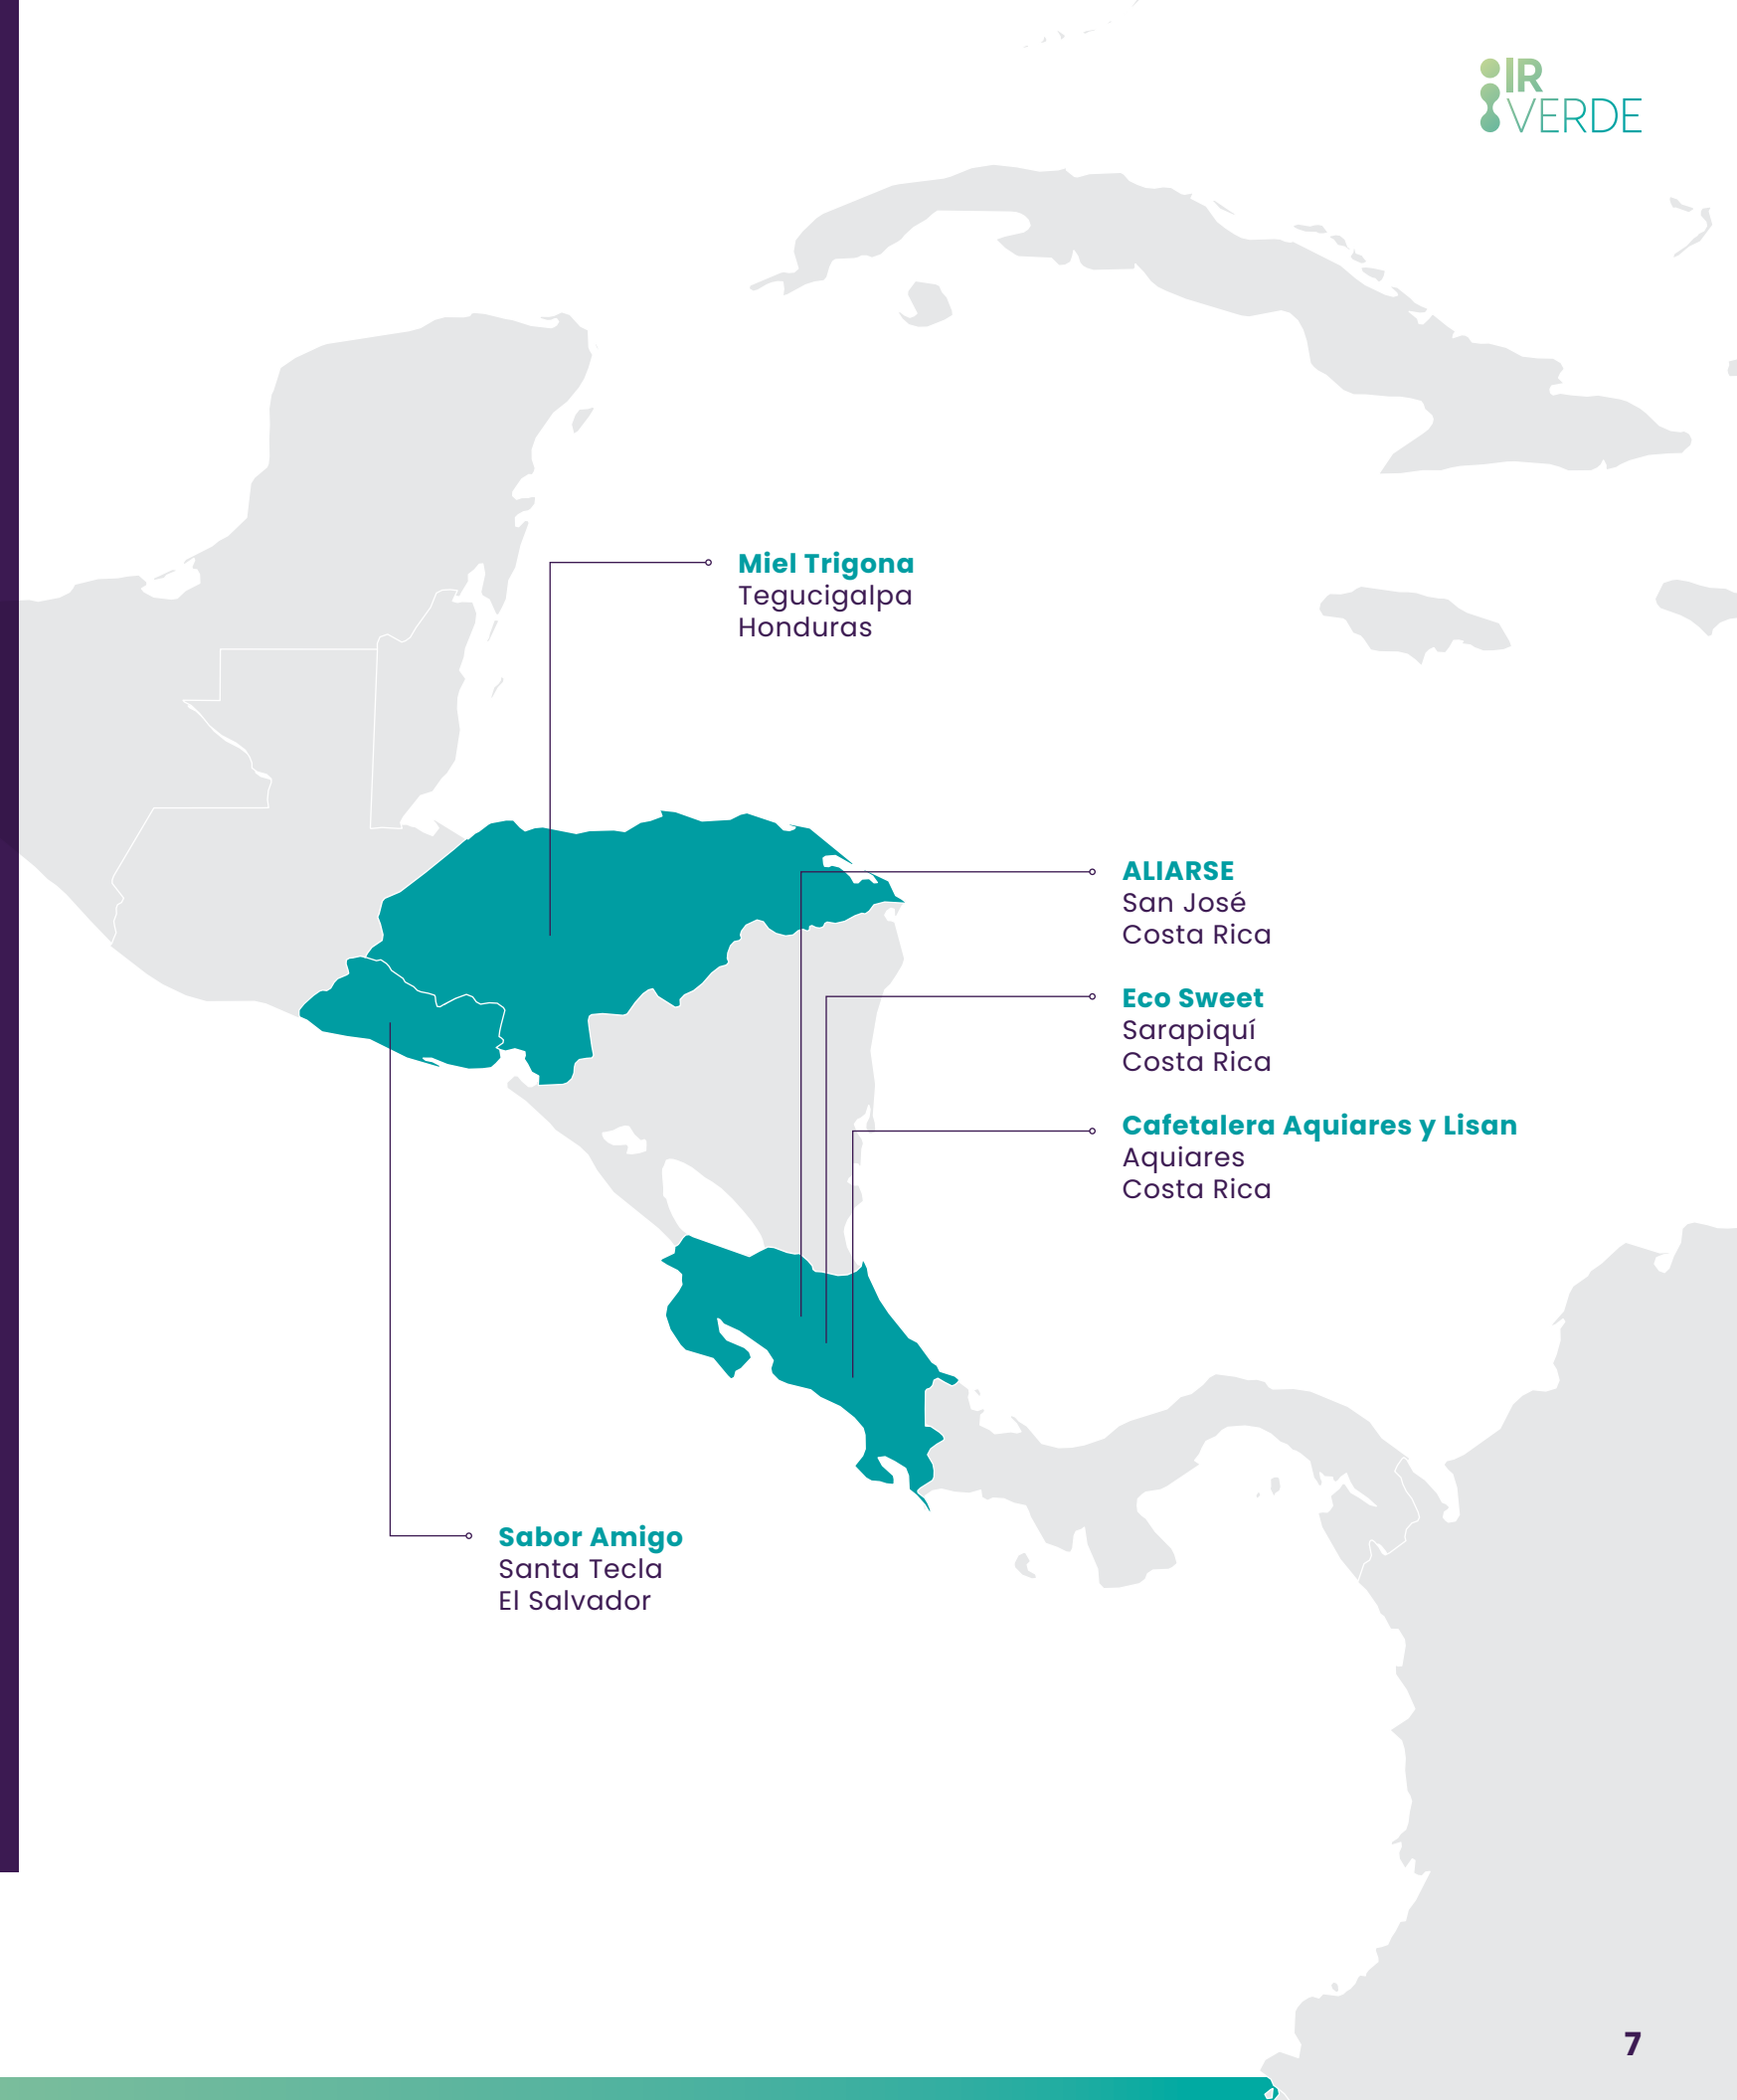 IR
VERDE
Miel Trigona
Tegucigalpa
Honduras
ALIARSE
San José
Costa Rica
Eco Sweet
Sarapiquí
Costa Rica
Cafetalera Aquiares y Lisan
Aquiares
Costa Rica
Sabor Amigo
Santa Tecla
El Salvador
7